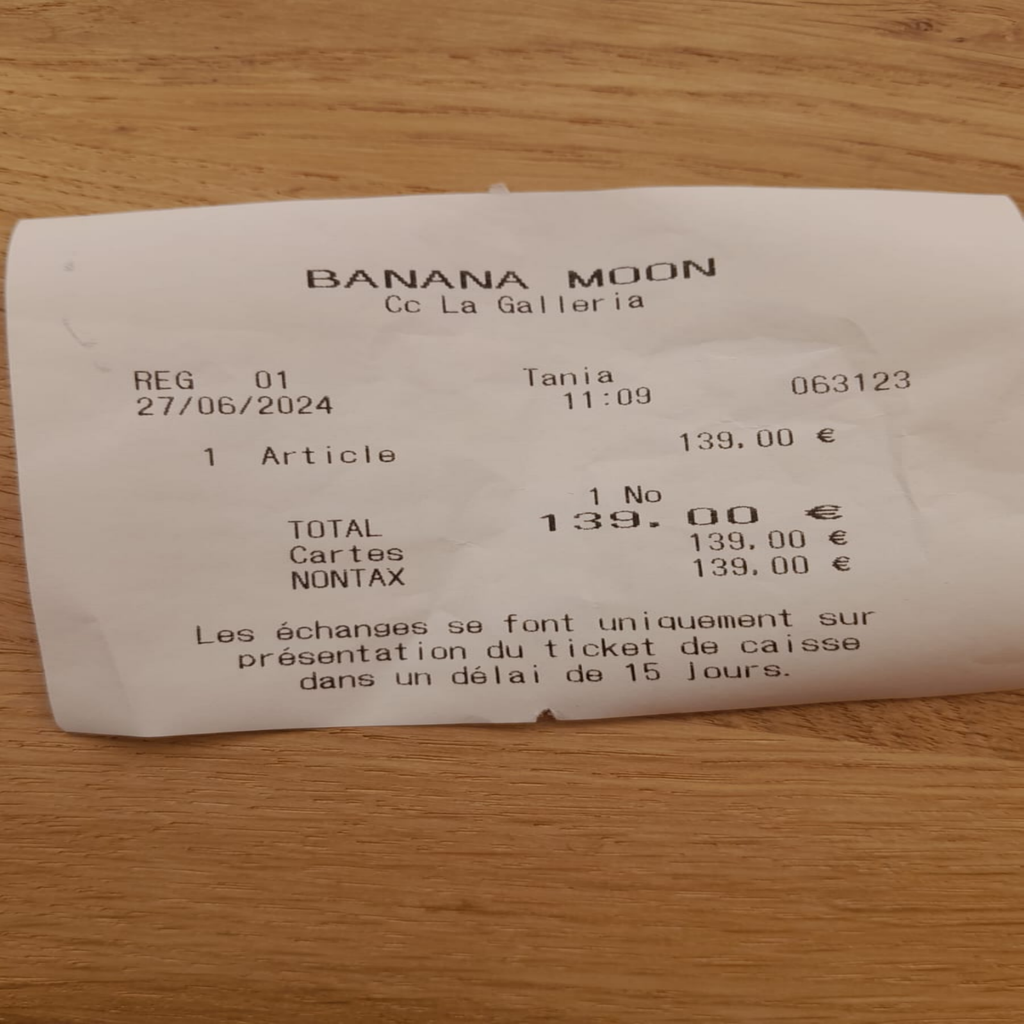 BANANA MOON
Cc La Galleria
REG 01 Tania 063123
27/06/2024 11:09
1 Article 139.00 €
1 No
TOTAL 139.00 €
Cartes 139.00 €
NONTAX 139.00 €
Les échanges se font uniquement sur
présentation du ticket de caisse
dans un délai de 15 jours.